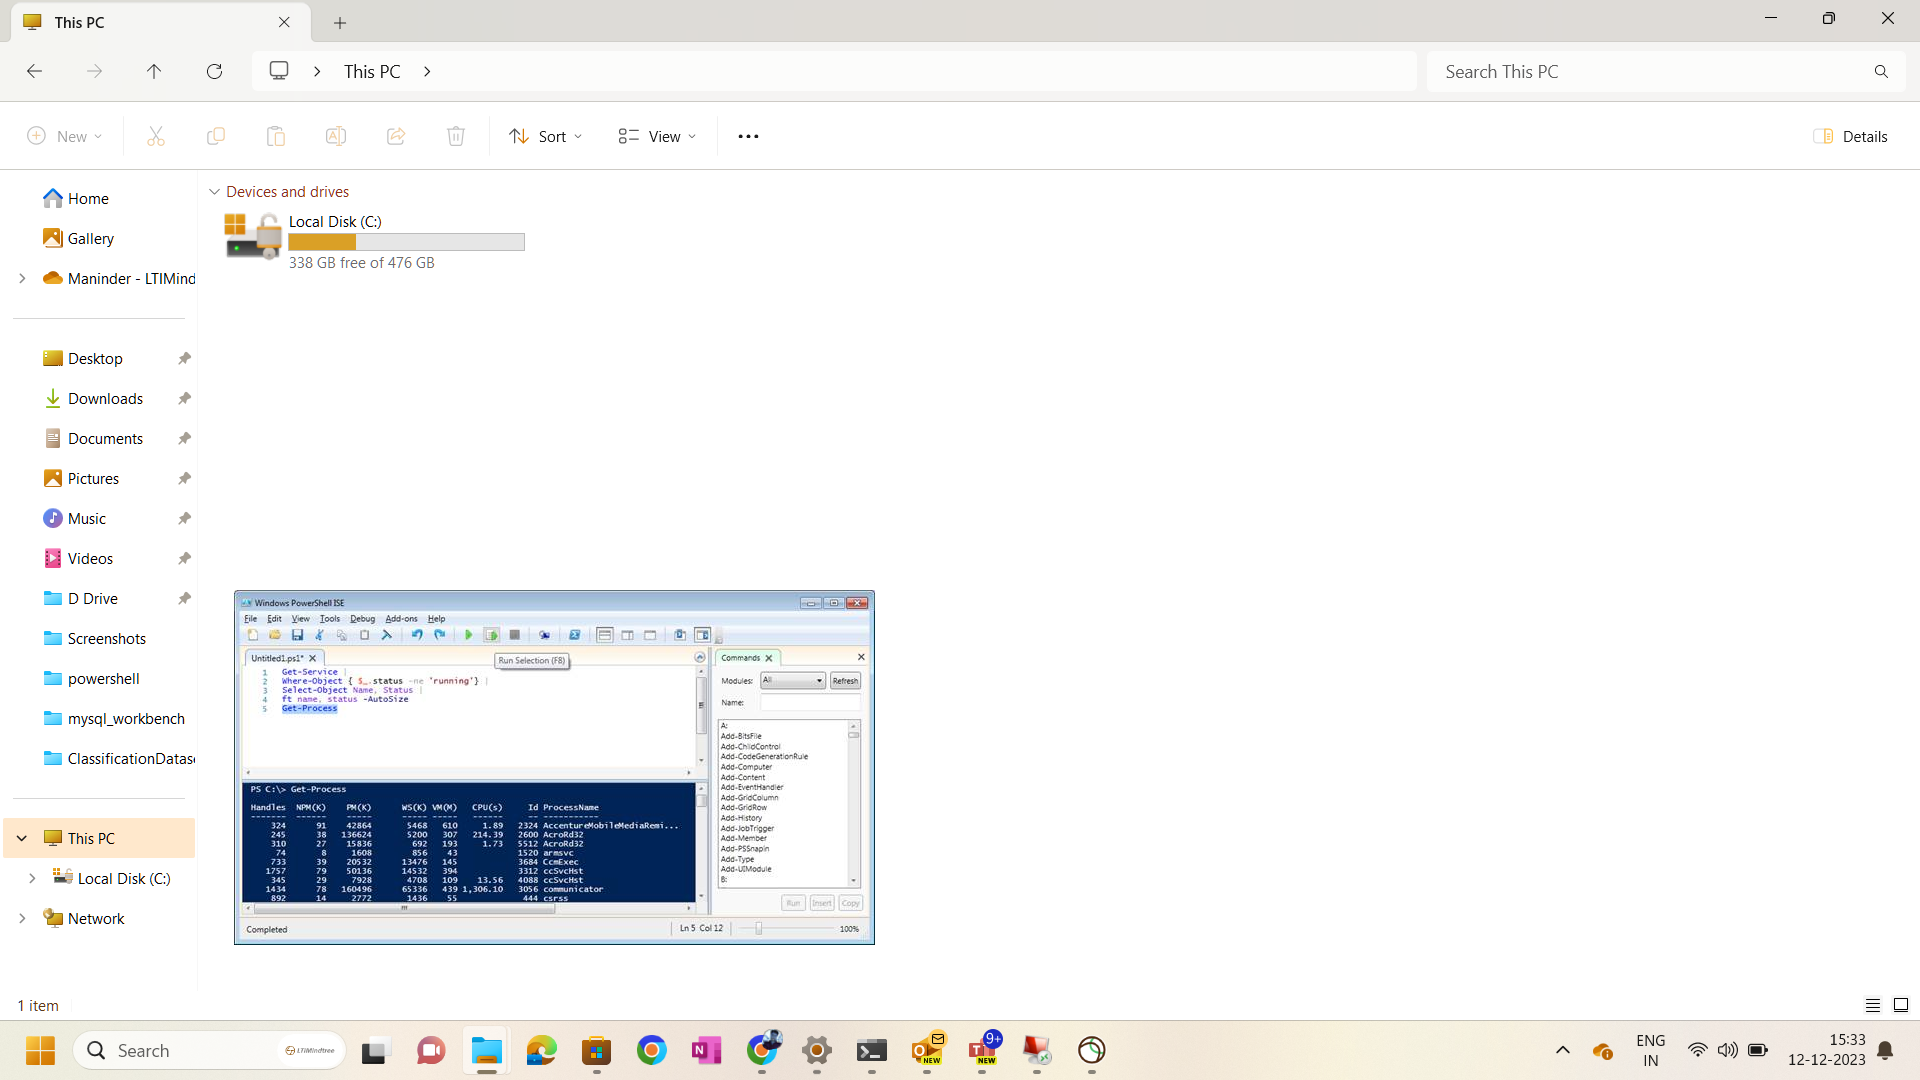 This PC
This PC
Search This PC
New
Sort
View
Details
Home
Gallery
Maninder - LTIMind
Desktop
Downloads
Documents
Pictures
Music
Videos
D Drive
Screenshots
powershell
mysql_workbench
ClassificationDatas
This PC
Local Disk (C:)
Network
Devices and drives
Local Disk (C:)
338 GB free of 476 GB
Windows PowerShell ISE
File Edit View Tools Debug Add-ons Help
Untitled1.ps1*
Run Selection (F8)
1 Get-Service |
2 Where-Object { $_.status -ne 'running'} |
3 Select-Object Name, Status |
4 ft name, status -AutoSize
5 Get-Process
PS C:\> Get-Process
Handles NPM(K) PM(K) WS(K) VM(M) CPU(s) Id ProcessName
------- ------ ----- ----- ----- ------ -- -----------
324 91 42864 5468 610 1.89 2324 AccentureMobileMediaRemi...
245 38 136624 5200 307 214.39 2600 AcroRd32
310 27 15836 692 193 1.73 5512 AcroRd32
74 8 1608 856 43 1520 armsvc
733 39 20532 13476 145 3684 CcmExec
1757 79 50136 14532 394 3312 ccSvcHst
345 29 7928 4708 109 13.56 4088 ccSvcHst
1434 78 160496 65336 439 1,306.10 3056 communicator
892 14 2772 1436 55 444 csrss
Commands
Modules: All Refresh
Name:
A:
Add-BitsFile
Add-ChildControl
Add-CodeGenerationRule
Add-Computer
Add-Content
Add-EventHandler
Add-GridColumn
Add-GridRow
Add-History
Add-JobTrigger
Add-Member
Add-PSSnapin
Add-Type
Add-UIModule
B:
Run Insert Copy
Completed
Ln 5 Col 12
100%
1 item
Search
LTIMindtree
NEW
9+
NEW
ENG
IN
15:33
12-12-2023